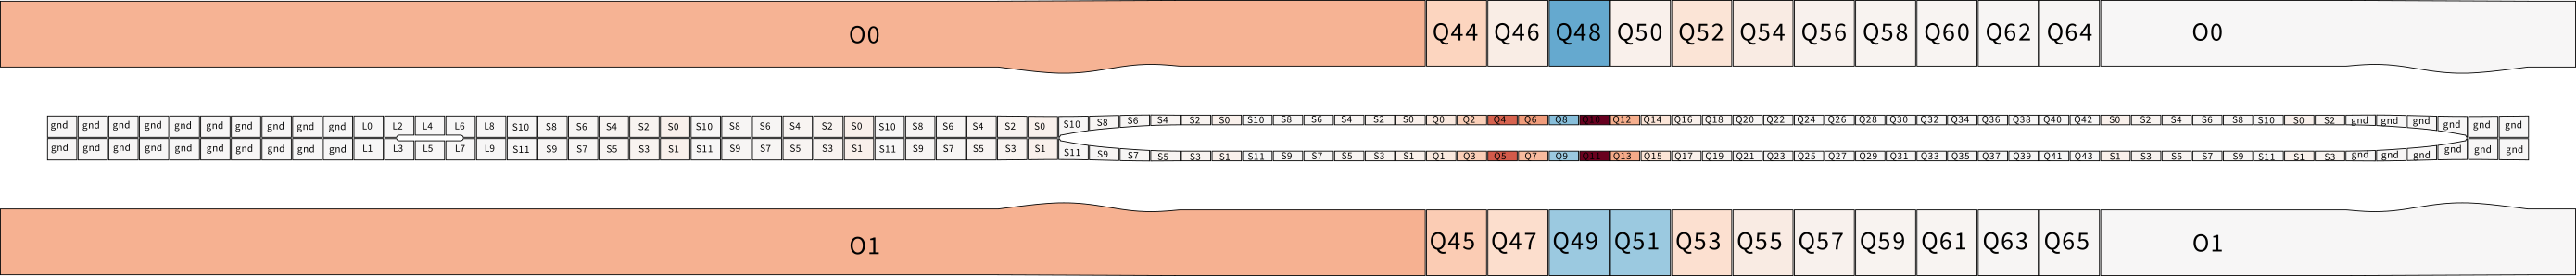 O0 Q44 Q46 Q48 Q50 Q52 Q54 Q56 Q58 Q60 Q62 Q64 O0
gnd gnd gnd gnd gnd gnd gnd gnd gnd gnd L0 L2 L4 L6 L8 S10 S8 S6 S4 S2 S0 S10 S8 S6 S4 S2 S0 S10 S8 S6 S4 S2 S0 S10 S8 S6 S4 S2 S0 S10 S8 S6 S4 S2 S0 Q0 Q2 Q4 Q6 Q8 Q10 Q12 Q14 Q16 Q18 Q20 Q22 Q24 Q26 Q28 Q30 Q32 Q34 Q36 Q38 Q40 Q42 S0 S2 S4 S6 S8 S10 S0 S2 gnd gnd gnd gnd gnd gnd
gnd gnd gnd gnd gnd gnd gnd gnd gnd gnd L1 L3 L5 L7 L9 S11 S9 S7 S5 S3 S1 S11 S9 S7 S5 S3 S1 S11 S9 S7 S5 S3 S1 S11 S9 S7 S5 S3 S1 S11 S9 S7 S5 S3 S1 Q1 Q3 Q5 Q7 Q9 Q11 Q13 Q15 Q17 Q19 Q21 Q23 Q25 Q27 Q29 Q31 Q33 Q35 Q37 Q39 Q41 Q43 S1 S3 S5 S7 S9 S11 S1 S3 gnd gnd gnd gnd gnd gnd
O1 Q45 Q47 Q49 Q51 Q53 Q55 Q57 Q59 Q61 Q63 Q65 O1